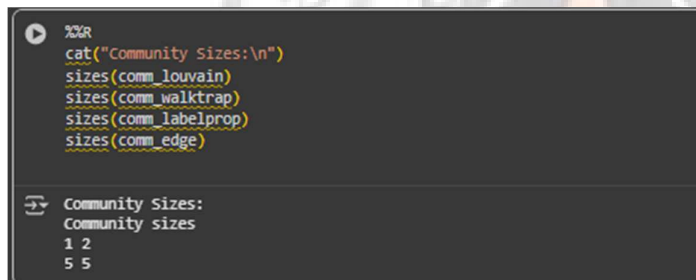 %%R
cat("Community Sizes:\n")
sizes(comm_louvain)
sizes(comm_walktrap)
sizes(comm_labelprop)
sizes(comm_edge)
Community Sizes:
Community sizes
1 2
5 5